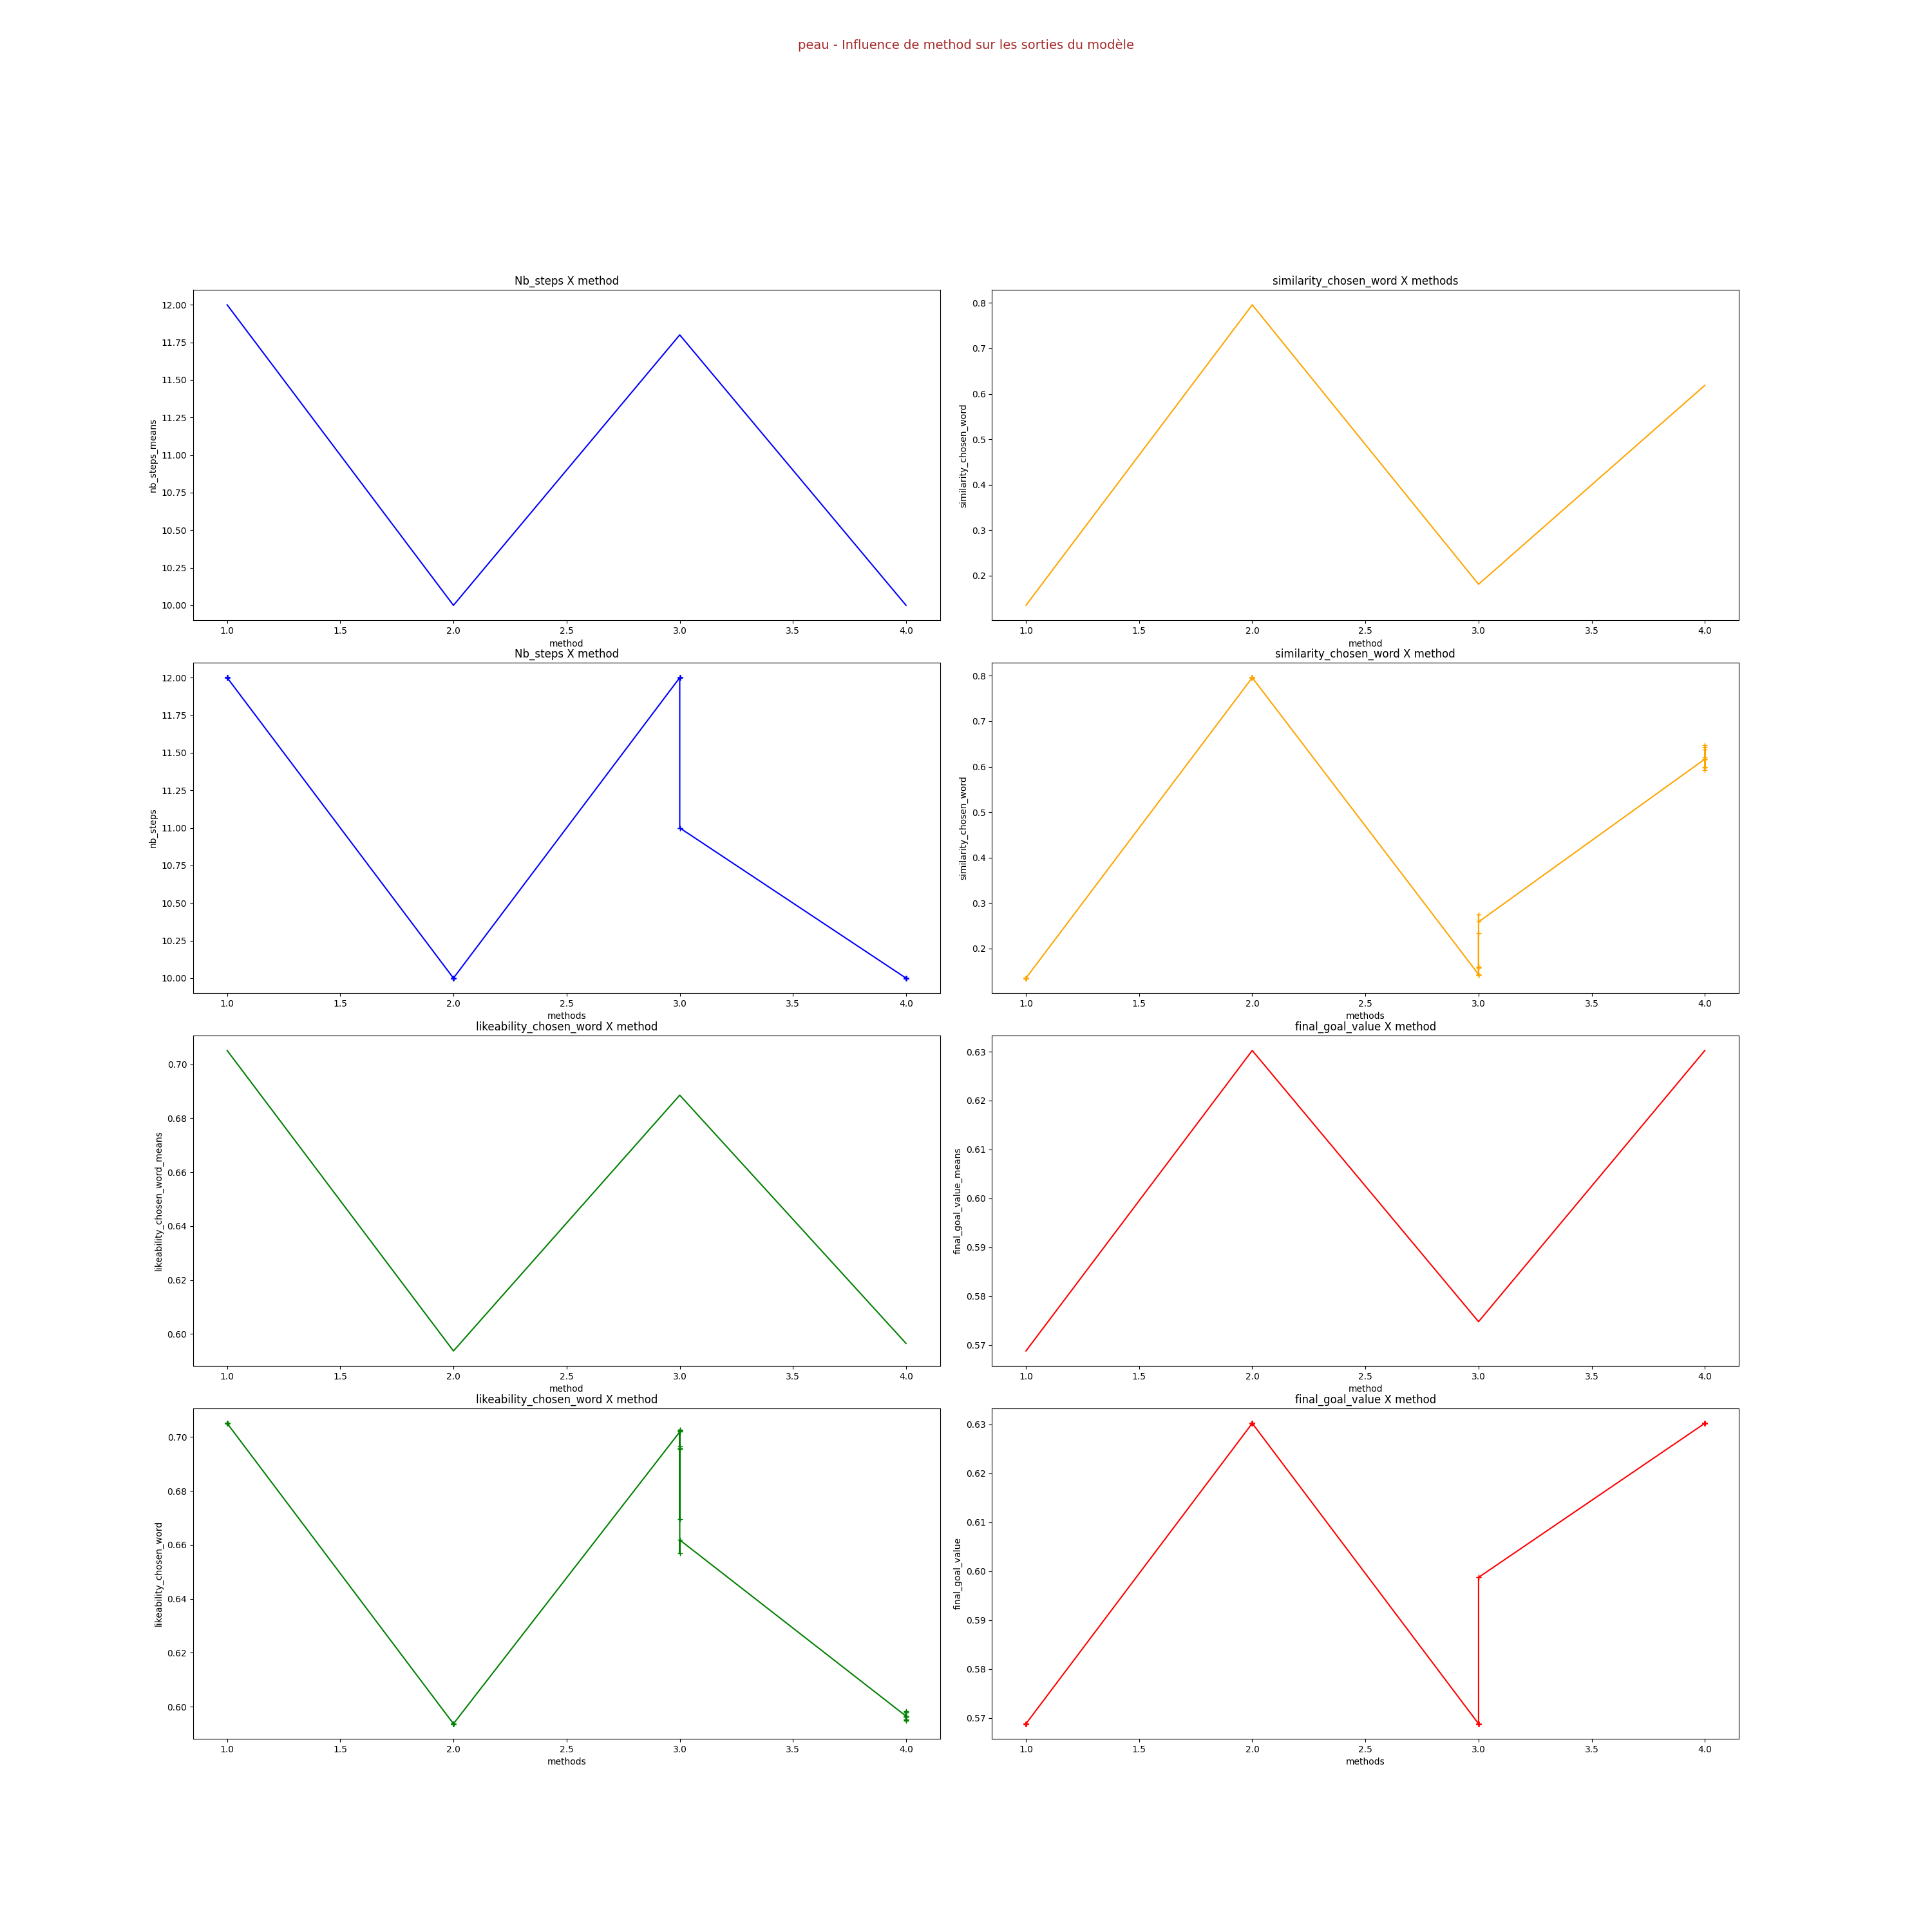 peau - Influence de method sur les sorties du modèle
Nb_steps X method
12.00
11.75
11.50
11.25
11.00
10.75
10.50
10.25
10.00
nb_steps_means
1.0 1.5 2.0 2.5 3.0 3.5 4.0
method
similarity_chosen_word X methods
0.8
0.7
0.6
0.5
0.4
0.3
0.2
similarity_chosen_word
1.0 1.5 2.0 2.5 3.0 3.5 4.0
method
Nb_steps X method
12.00
11.75
11.50
11.25
11.00
10.75
10.50
10.25
10.00
nb_steps
1.0 1.5 2.0 2.5 3.0 3.5 4.0
methods
similarity_chosen_word X method
0.8
0.7
0.6
0.5
0.4
0.3
0.2
similarity_chosen_word
1.0 1.5 2.0 2.5 3.0 3.5 4.0
methods
likeability_chosen_word X method
0.70
0.68
0.66
0.64
0.62
0.60
likeability_chosen_word_means
1.0 1.5 2.0 2.5 3.0 3.5 4.0
method
final_goal_value X method
0.63
0.62
0.61
0.60
0.59
0.58
0.57
final_goal_value_means
1.0 1.5 2.0 2.5 3.0 3.5 4.0
method
likeability_chosen_word X method
0.70
0.68
0.66
0.64
0.62
0.60
likeability_chosen_word
1.0 1.5 2.0 2.5 3.0 3.5 4.0
methods
final_goal_value X method
0.63
0.62
0.61
0.60
0.59
0.58
0.57
final_goal_value
1.0 1.5 2.0 2.5 3.0 3.5 4.0
methods